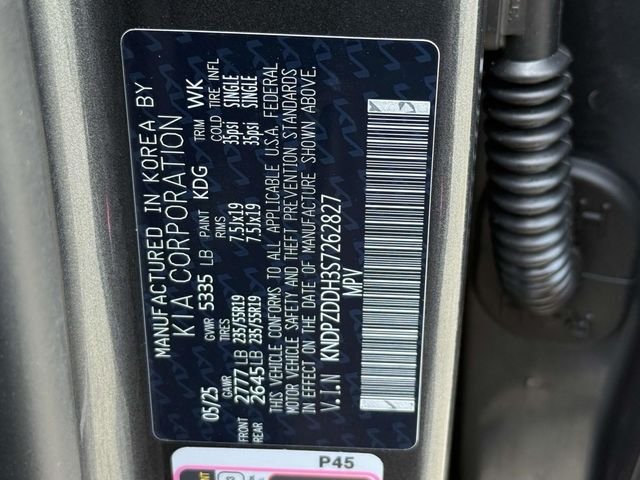 MANUFACTURED IN KOREA BY
KIA CORPORATION
05/25 GVWR 5335 LB PAINT KDG TRIM WK
GAWR TIRES RIMS COLD TIRE INFL
FRONT 2777 LB 235/55R19 7.5Jx19 35psi SINGLE
REAR 2645 LB 235/55R19 7.5Jx19 35psi SINGLE
THIS VEHICLE CONFORMS TO ALL APPLICABLE U.S.A. FEDERAL
MOTOR VEHICLE SAFETY AND THEFT PREVENTION STANDARDS
IN EFFECT ON THE DATE OF MANUFACTURE SHOWN ABOVE.
V.I.N KNDPZDDH3S7262827
MPV
P45